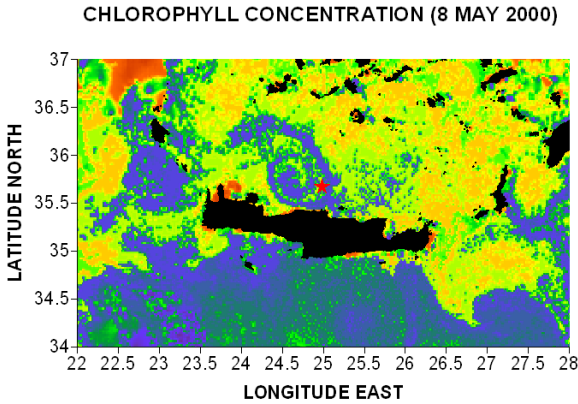 CHLOROPHYLL CONCENTRATION (8 MAY 2000)
37
36.5
36
35.5
35
34.5
34
LATITUDE NORTH
22 22.5 23 23.5 24 24.5 25 25.5 26 26.5 27 27.5 28
LONGITUDE EAST